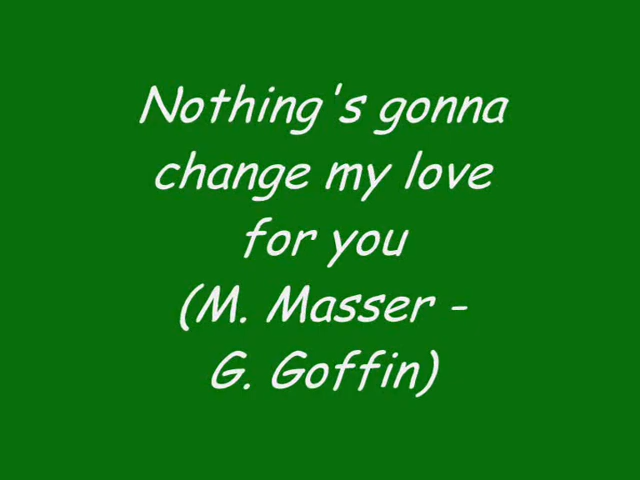 Nothing's gonna
change my love
for you
(M. Masser -
G. Goffin)